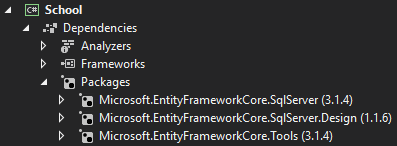 C# School
Dependencies
Analyzers
Frameworks
Packages
Microsoft.EntityFrameworkCore.SqlServer (3.1.4)
Microsoft.EntityFrameworkCore.SqlServer.Design (1.1.6)
Microsoft.EntityFrameworkCore.Tools (3.1.4)